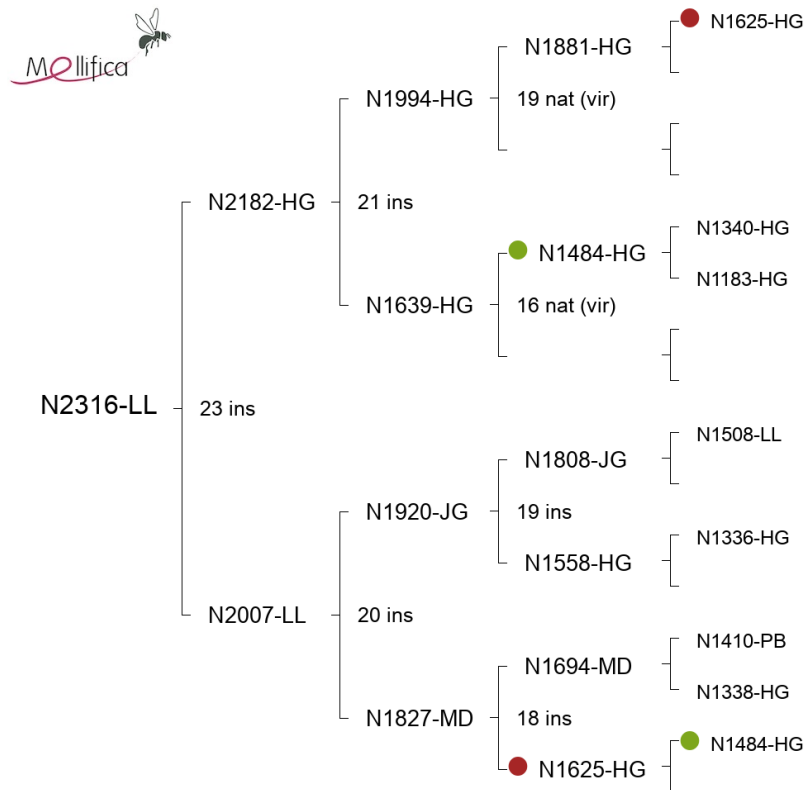 Mellifica
N1625-HG
N1881-HG
N1994-HG
19 nat (vir)
N2182-HG
21 ins
N1340-HG
N1484-HG
N1183-HG
N1639-HG
16 nat (vir)
N2316-LL
23 ins
N1508-LL
N1808-JG
N1920-JG
19 ins
N1336-HG
N1558-HG
N2007-LL
20 ins
N1410-PB
N1694-MD
N1338-HG
N1827-MD
18 ins
N1484-HG
N1625-HG